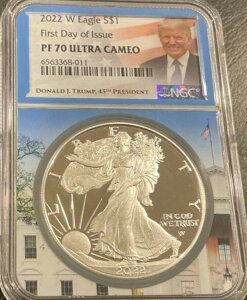 2022 W Eagle S$1
First Day of Issue
PF 70 ULTRA CAMEO
6563368-011
DONALD J. TRUMP, 45TH PRESIDENT
NGC
LIBERTY
IN GOD
WE TRUST
2022